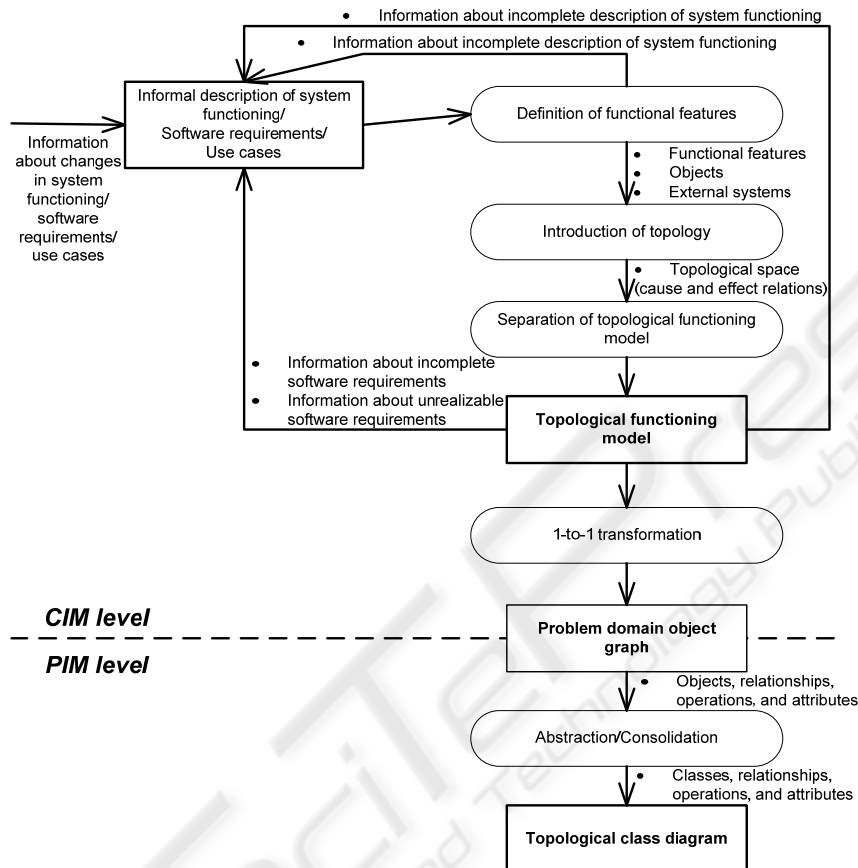 • Information about incomplete description of system functioning
• Information about incomplete description of system functioning
Informal description of system
functioning/
Software requirements/
Use cases
Definition of functional features
Information
about changes
in system
functioning/
software
requirements/
use cases
• Functional features
• Objects
• External systems
Introduction of topology
• Topological space
(cause and effect relations)
Separation of topological functioning
model
• Information about incomplete
software requirements
• Information about unrealizable
software requirements
Topological functioning
model
1-to-1 transformation
CIM level
Problem domain object
graph
PIM level
• Objects, relationships,
operations, and attributes
Abstraction/Consolidation
• Classes, relationships,
operations, and attributes
Topological class diagram